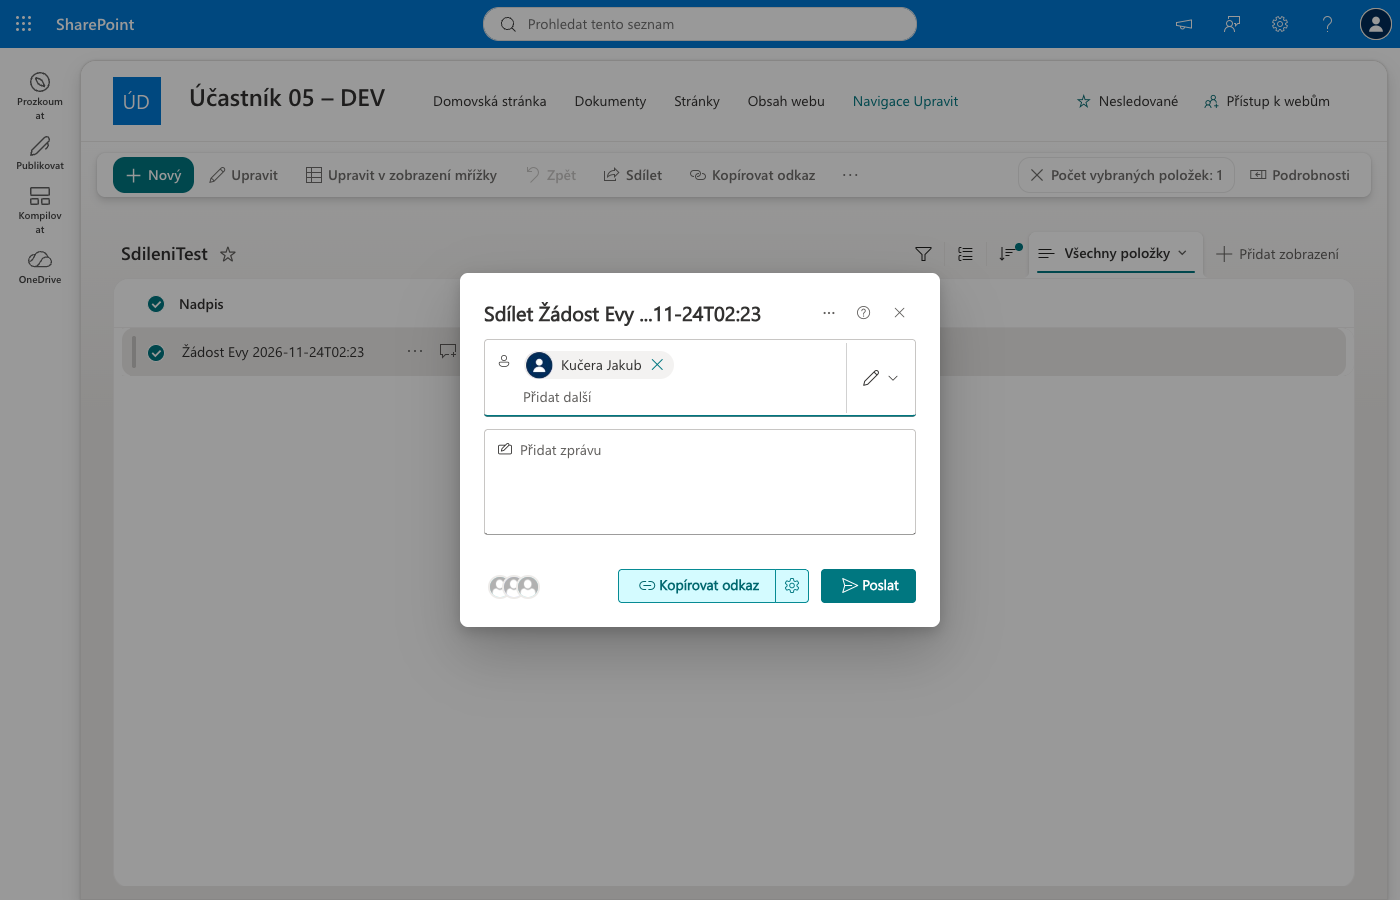 SharePoint
Prohledat tento seznam
Prozkoum
at
Publikovat
Kompilov
at
OneDrive
ÚD
Účastník 05 – DEV
Domovská stránka
Dokumenty
Stránky
Obsah webu
Navigace Upravit
Nesledované
Přístup k webům
Nový
Upravit
Upravit v zobrazení mřížky
Zpět
Sdílet
Kopírovat odkaz
Počet vybraných položek: 1
Podrobnosti
SdileniTest
Všechny položky
Přidat zobrazení
Nadpis
Žádost Evy 2026-11-24T02:23
Sdílet Žádost Evy ...11-24T02:23
Kučera Jakub
Přidat další
Přidat zprávu
Kopírovat odkaz
Poslat